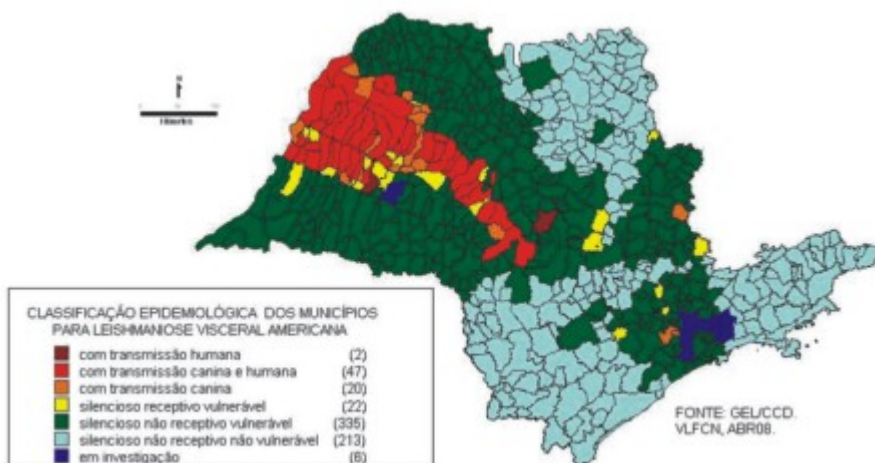 CLASSIFICAÇÃO EPIDEMIOLÓGICA DOS MUNICÍPIOS
PARA LEISHMANIOSE VISCERAL AMERICANA
com transmissão humana (2)
com transmissão canina e humana (47)
com transmissão canina (20)
silencioso receptivo vulnerável (22)
silencioso não receptivo vulnerável (335)
silencioso não receptivo não vulnerável (213)
em investigação (6)
FONTE: GEL/CCD.
VLFCN, ABR08.